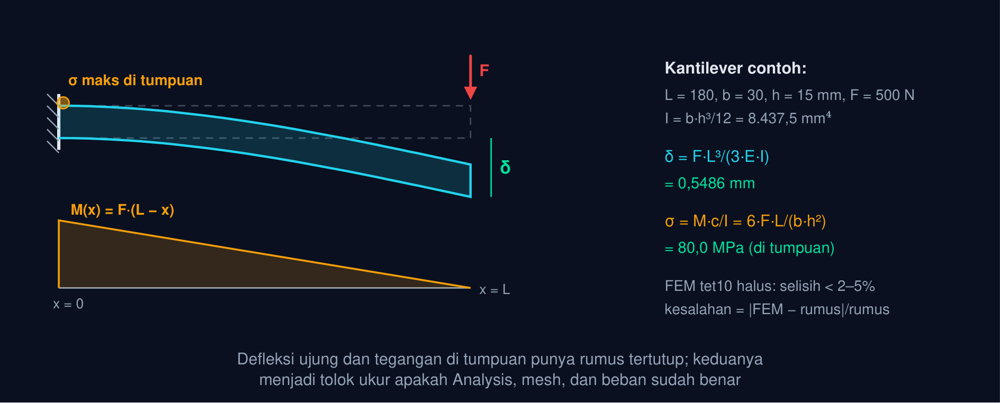 σ maks di tumpuan
F
δ
M(x) = F·(L − x)
x = 0
x = L
Kantilever contoh:
L = 180, b = 30, h = 15 mm, F = 500 N
I = b·h³/12 = 8.437,5 mm⁴
δ = F·L³/(3·E·I)
= 0,5486 mm
σ = M·c/I = 6·F·L/(b·h²)
= 80,0 MPa (di tumpuan)
FEM tet10 halus: selisih < 2–5%
kesalahan = |FEM − rumus|/rumus
Defleksi ujung dan tegangan di tumpuan punya rumus tertutup; keduanya
menjadi tolok ukur apakah Analysis, mesh, dan beban sudah benar